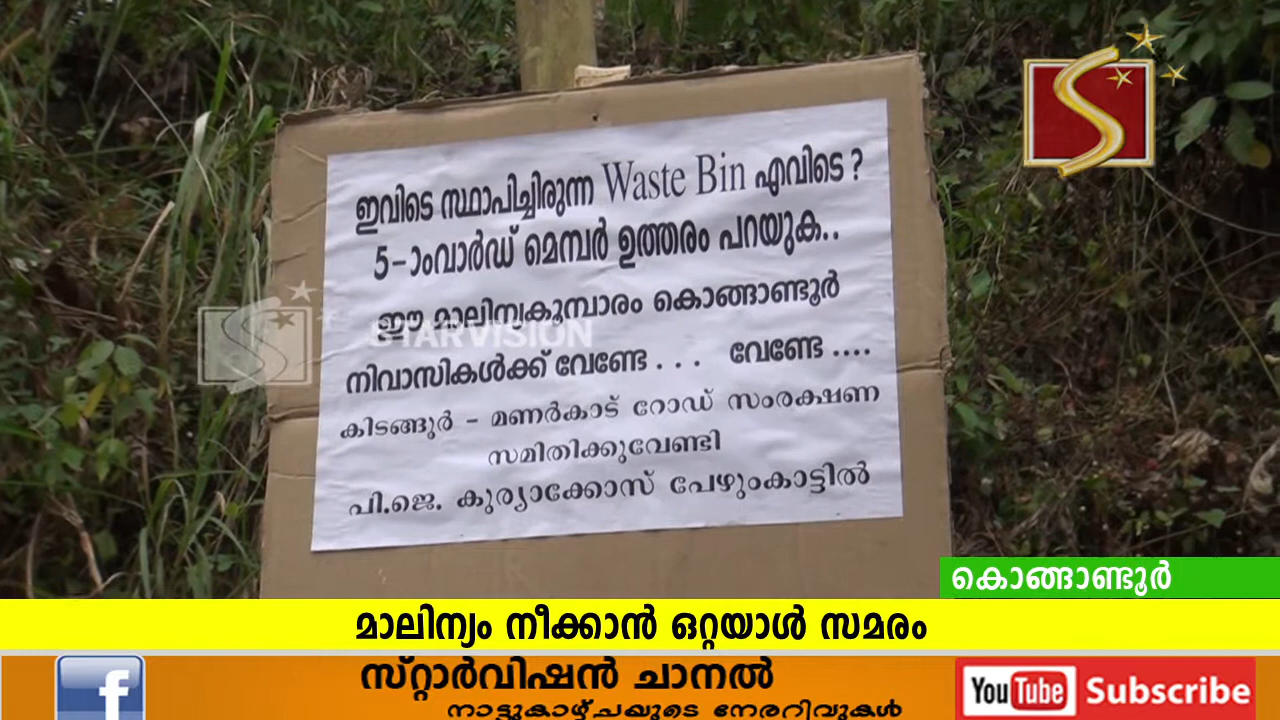 ഇവിടെ സ്ഥാപിച്ചിരുന്ന Waste Bin എവിടെ ?
5-ാംവാർഡ് മെമ്പർ ഉത്തരം പറയുക..
ഈ മാലിന്യകൂമ്പാരം കൊങ്ങാണ്ടൂർ
STARVISION
നിവാസികൾക്ക് വേണ്ടേ . . . വേണ്ടേ ....
കിടങ്ങൂർ - മണർകാട് റോഡ് സംരക്ഷണ
സമിതിക്കുവേണ്ടി
പി.ജെ. കുര്യാക്കോസ് പേഴുംകാട്ടിൽ
കൊങ്ങാണ്ടൂർ
മാലിന്യം നീക്കാൻ ഒറ്റയാൾ സമരം
സ്റ്റാർവിഷൻ ചാനൽ
നാട്ടുകാഴ്ചയുടെ നേരറിവുകൾ
f
YouTube Subscribe